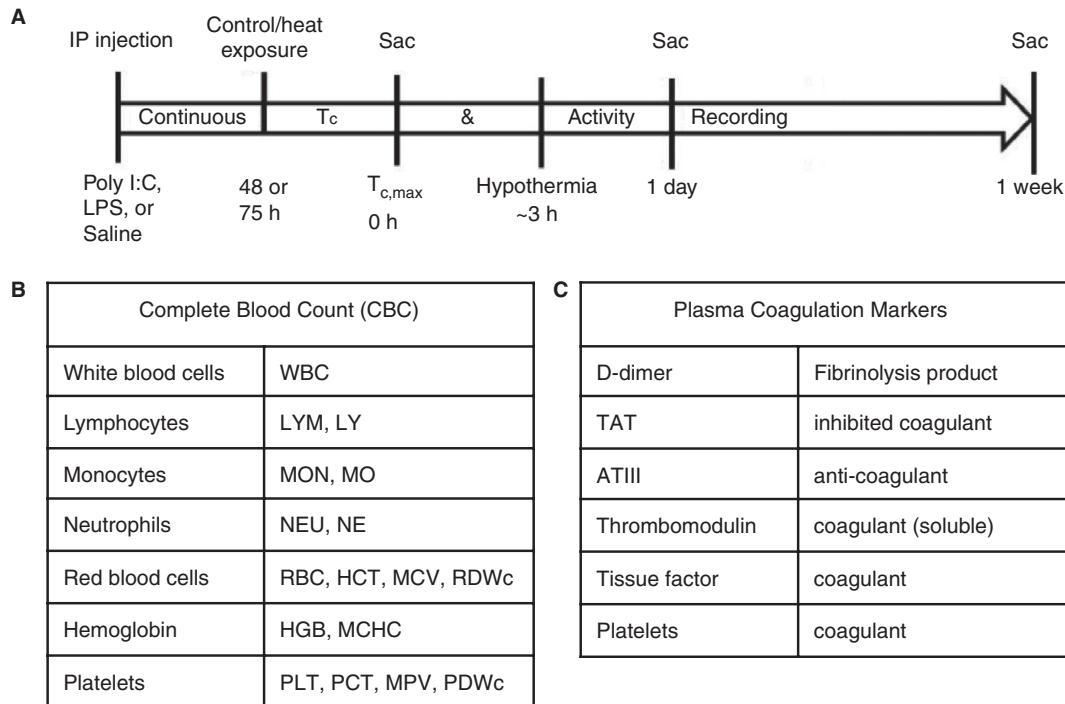 A
IP injection
Control/heat
exposure
Sac
Sac
Sac
Continuous
Tc
&
Activity
Recording
Poly I:C,
LPS, or
Saline
48 or
75 h
Tc,max
0 h
Hypothermia
~3 h
1 day
1 week
B
Complete Blood Count (CBC)
White blood cells WBC
Lymphocytes LYM, LY
Monocytes MON, MO
Neutrophils NEU, NE
Red blood cells RBC, HCT, MCV, RDWc
Hemoglobin HGB, MCHC
Platelets PLT, PCT, MPV, PDWc
C
Plasma Coagulation Markers
D-dimer Fibrinolysis product
TAT inhibited coagulant
ATIII anti-coagulant
Thrombomodulin coagulant (soluble)
Tissue factor coagulant
Platelets coagulant